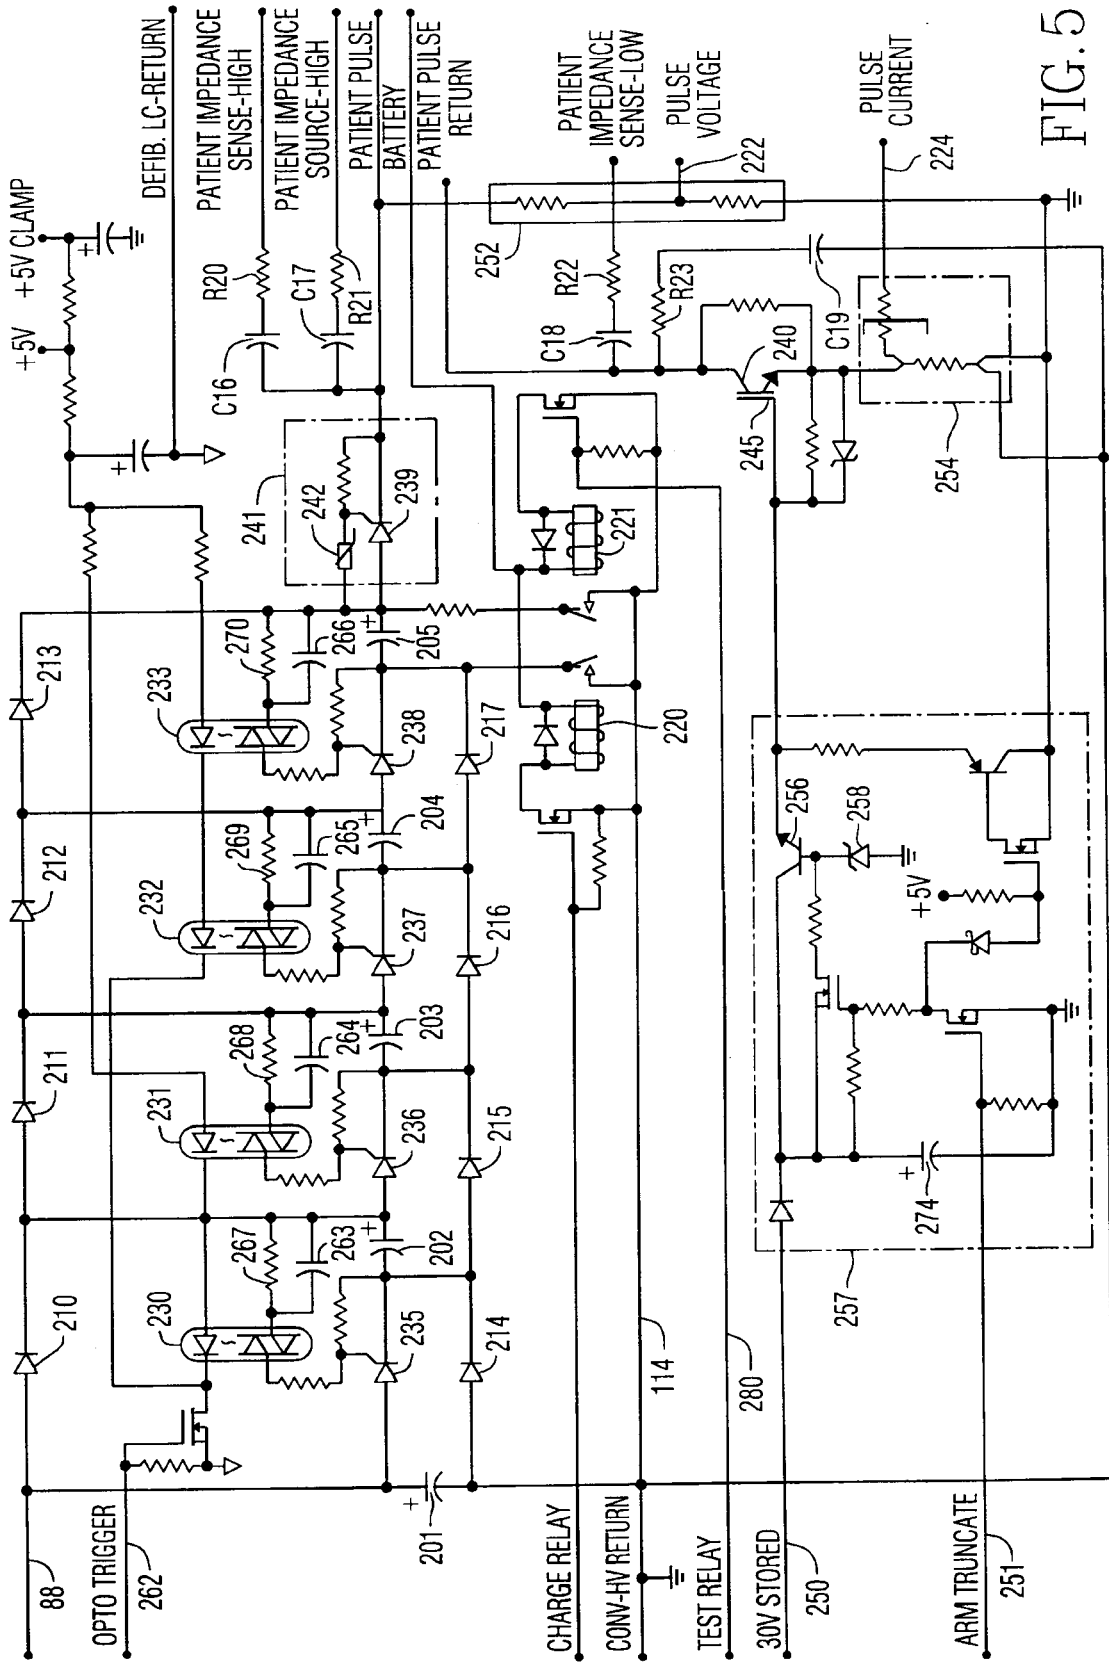 +5V
+5V CLAMP
DEFIB. LC-RETURN
PATIENT IMPEDANCE
SENSE-HIGH
PATIENT IMPEDANCE
SOURCE-HIGH
PATIENT PULSE
BATTERY
PATIENT PULSE
RETURN
PATIENT
IMPEDANCE
SENSE-LOW
PULSE
VOLTAGE
PULSE
CURRENT
222
224
FIG. 5
R20
C17
R21
C16
252
R22
C18
R23
C19
240
245
254
241
242
239
221
213
233
270
266
+
205
238
217
220
212
232
269
265
+
204
237
216
211
231
268
264
+
203
236
215
210
230
267
263
+
202
235
214
+
201
+
+
256
258
+5V
+
274
257
88
OPTO TRIGGER
262
CHARGE RELAY
CONV-HV RETURN
114
TEST RELAY
280
30V STORED
250
ARM TRUNCATE
251